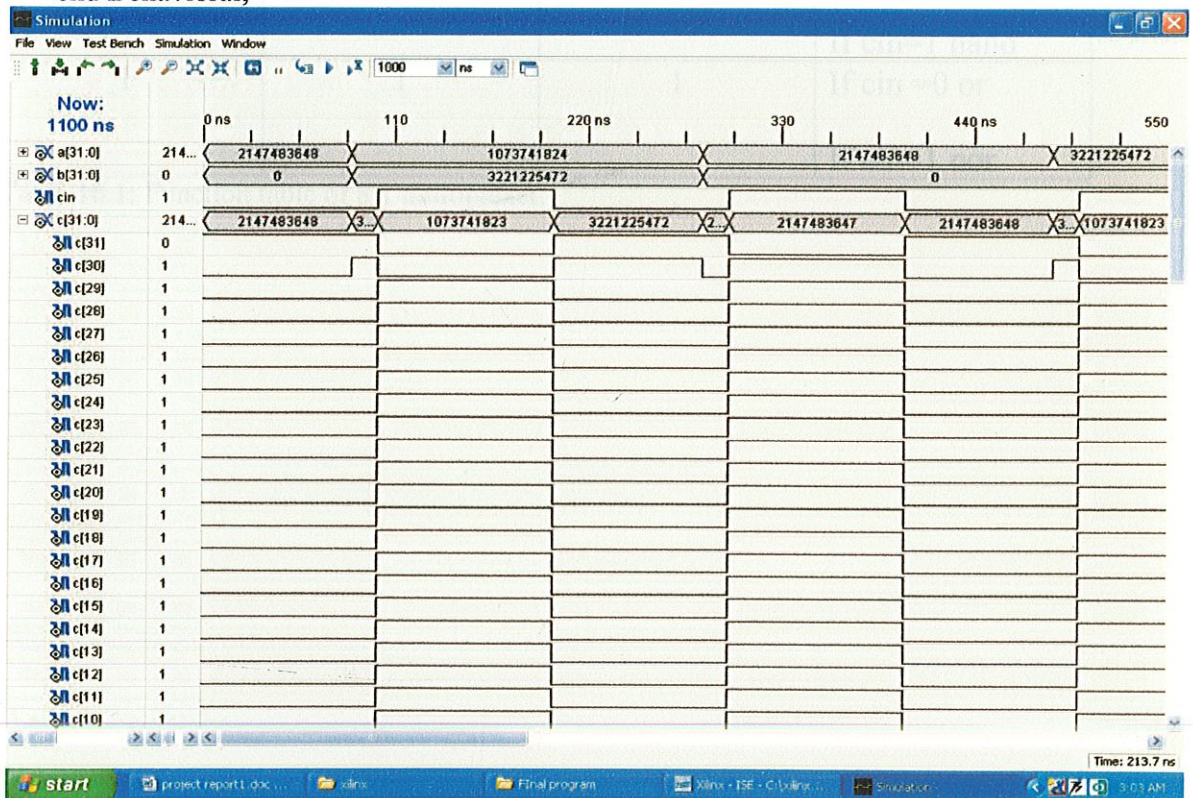 Simulation
File View Test Bench Simulation Window
1000 ns
Now:
1100 ns
0 ns 110 220 ns 330 440 ns 550
a[31:0] 214... 2147483648 1073741824 2147483648 3221225472
b[31:0] 0 0 3221225472 0
cin 1
c[31:0] 214... 2147483648 3... 1073741823 3221225472 2... 2147483647 2147483648 3... 1073741823
c[31] 0
c[30] 1
c[29] 1
c[28] 1
c[27] 1
c[26] 1
c[25] 1
c[24] 1
c[23] 1
c[22] 1
c[21] 1
c[20] 1
c[19] 1
c[18] 1
c[17] 1
c[16] 1
c[15] 1
c[14] 1
c[13] 1
c[12] 1
c[11] 1
c[10] 1
Time: 213.7 ns
start project report1.doc ... xilinx Final program Xilinx - ISE - C:\xilinx... Simulation 3:03 AM